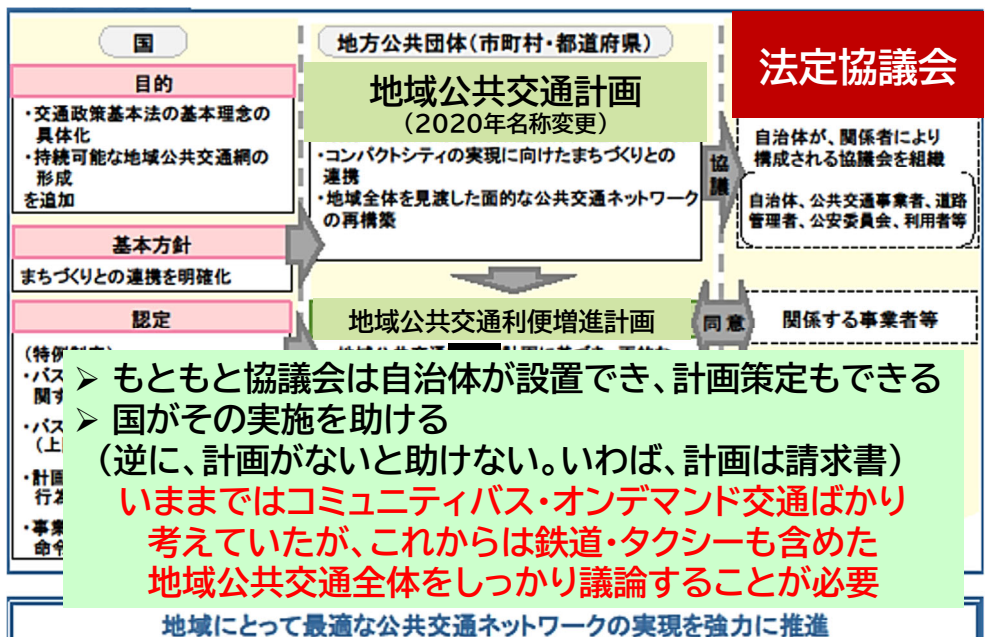 国
目的
・交通政策基本法の基本理念の
具体化
・持続可能な地域公共交通網の
形成
を追加
基本方針
まちづくりとの連携を明確化
認定
(特例
・バス
関す
・バス
(上
・計画
行為
・事業
命令
地方公共団体(市町村・都道府県)
地域公共交通計画
(2020年名称変更)
・コンパクトシティの実現に向けたまちづくりとの
連携
・地域全体を見渡した面的な公共交通ネットワーク
の再構築
地域公共交通利便増進計画
協議
同意
法定協議会
自治体が、関係者により
構成される協議会を組織
自治体、公共交通事業者、道路
管理者、公安委員会、利用者等
関係する事業者等
➢ もともと協議会は自治体が設置でき、計画策定もできる
➢ 国がその実施を助ける
(逆に、計画がないと助けない。いわば、計画は請求書)
いままではコミュニティバス・オンデマンド交通ばかり
考えていたが、これからは鉄道・タクシーも含めた
地域公共交通全体をしっかり議論することが必要
地域にとって最適な公共交通ネットワークの実現を強力に推進